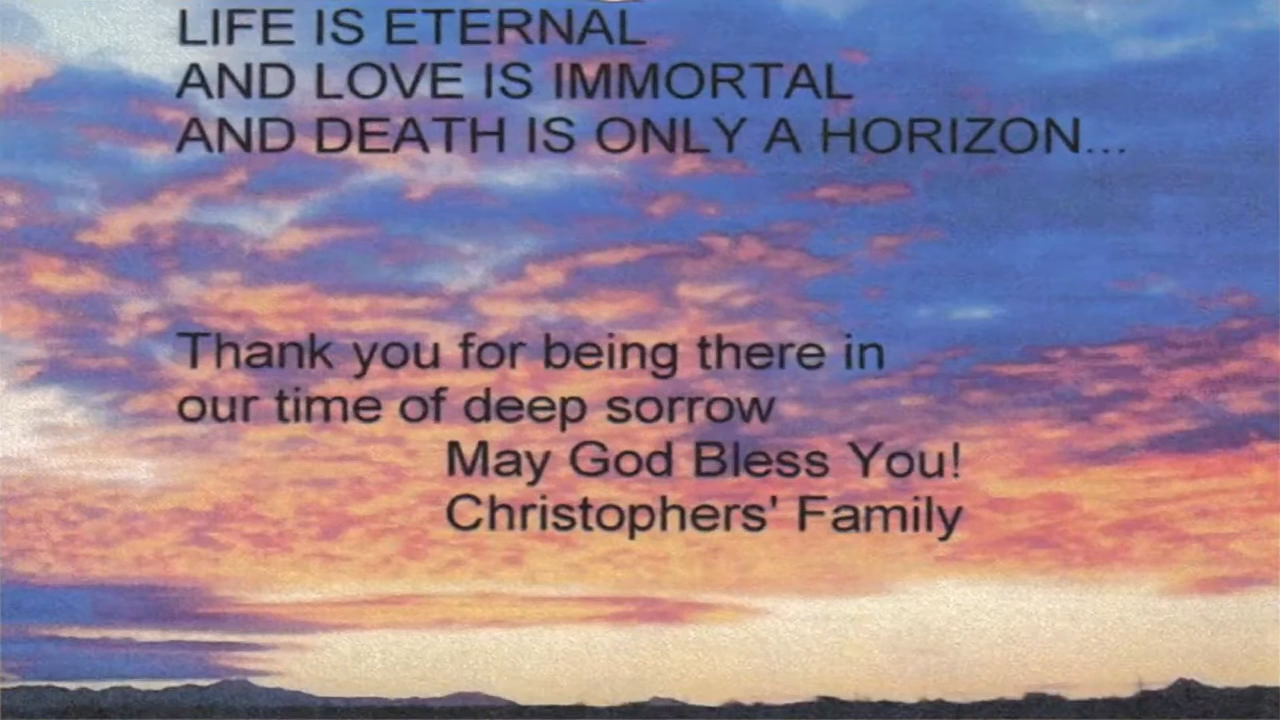 LIFE IS ETERNAL
AND LOVE IS IMMORTAL
AND DEATH IS ONLY A HORIZON...
Thank you for being there in
our time of deep sorrow
May God Bless You!
Christophers' Family